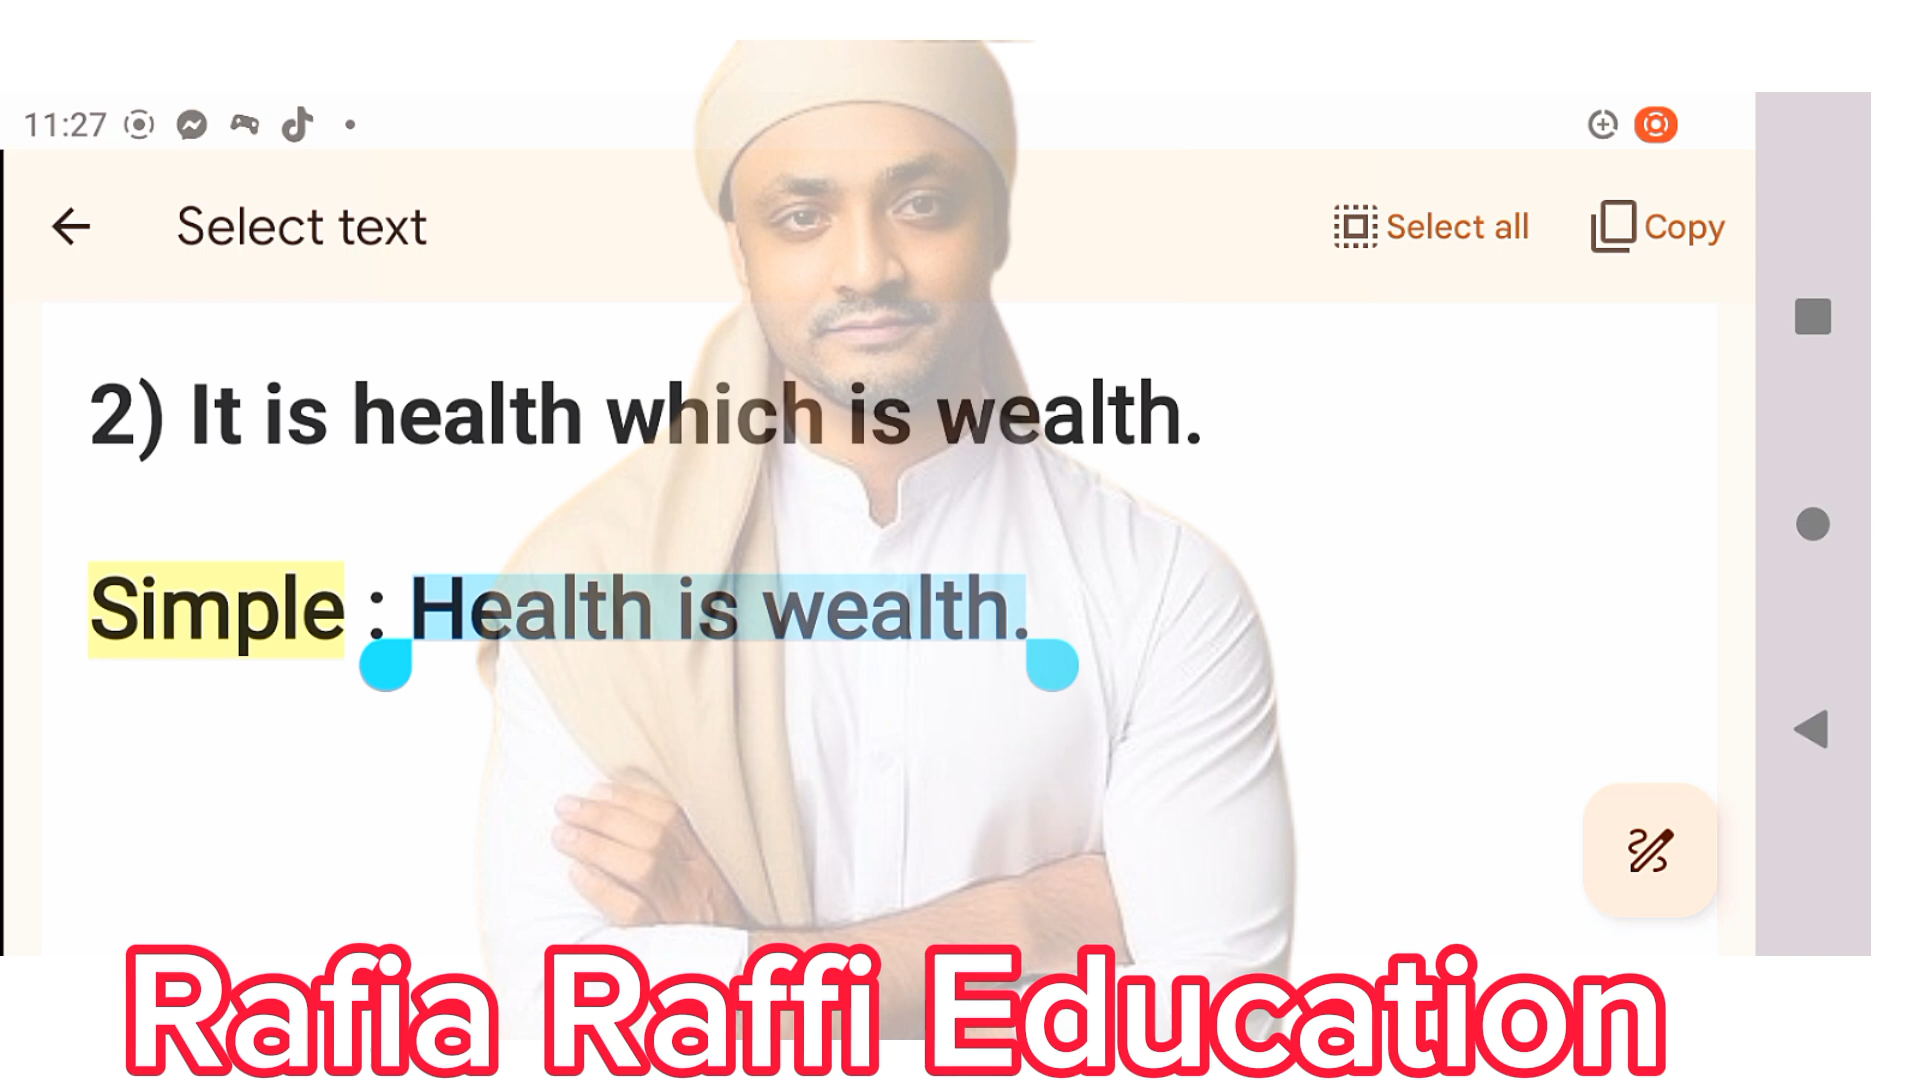 11:27
Select text
Select all
Copy
2) It is health which is wealth.
Simple : Health is wealth.
Rafia Raffi Education